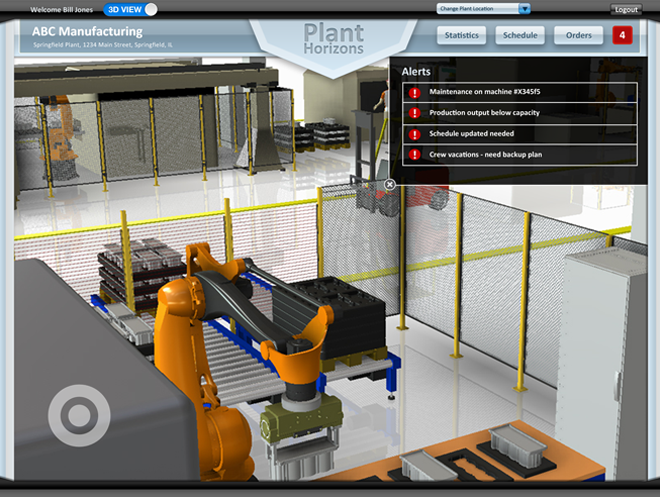 Welcome Bill Jones
3D VIEW
Change Plant Location
Logout
ABC Manufacturing
Springfield Plant, 1234 Main Street, Springfield, IL
Plant
Horizons
Statistics
Schedule
Orders
4
Alerts
Maintenance on machine #X345f5
Production output below capacity
Schedule updated needed
Crew vacations - need backup plan